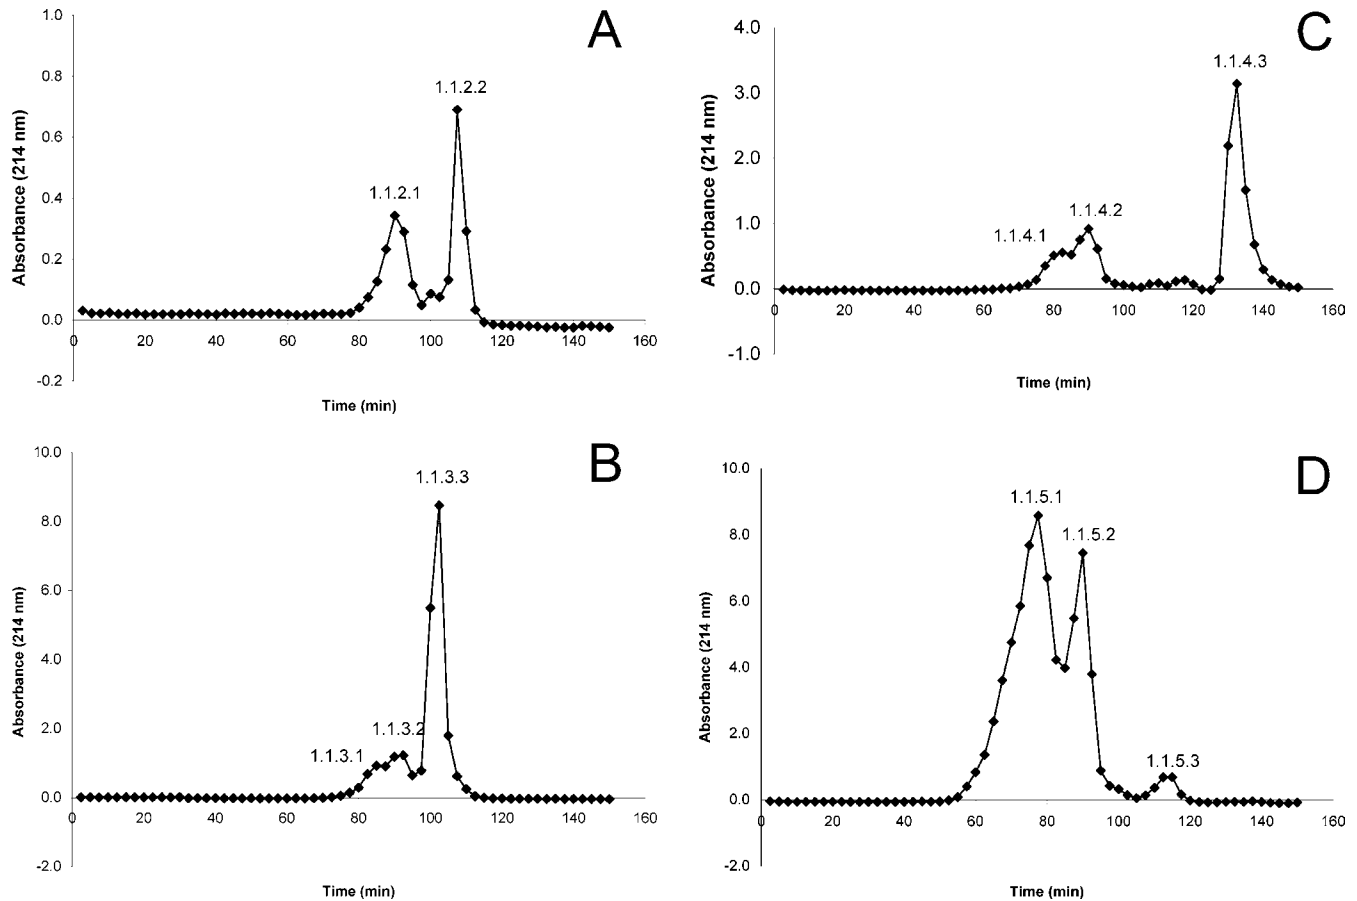 A
1.0
0.8
0.6
0.4
0.2
0.0
-0.2
0 20 40 60 80 100 120 140 160
1.1.2.1
1.1.2.2
Absorbance (214 nm)
Time (min)
B
10.0
8.0
6.0
4.0
2.0
0.0
-2.0
0 20 40 60 80 100 120 140 160
1.1.3.1
1.1.3.2
1.1.3.3
Absorbance (214 nm)
Time (min)
C
4.0
3.0
2.0
1.0
0.0
-1.0
0 20 40 60 80 100 120 140 160
1.1.4.1
1.1.4.2
1.1.4.3
Absorbance (214 nm)
Time (min)
D
10.0
8.0
6.0
4.0
2.0
0.0
-2.0
0 20 40 60 80 100 120 140 160
1.1.5.1
1.1.5.2
1.1.5.3
Absorbance (214 nm)
Time (min)